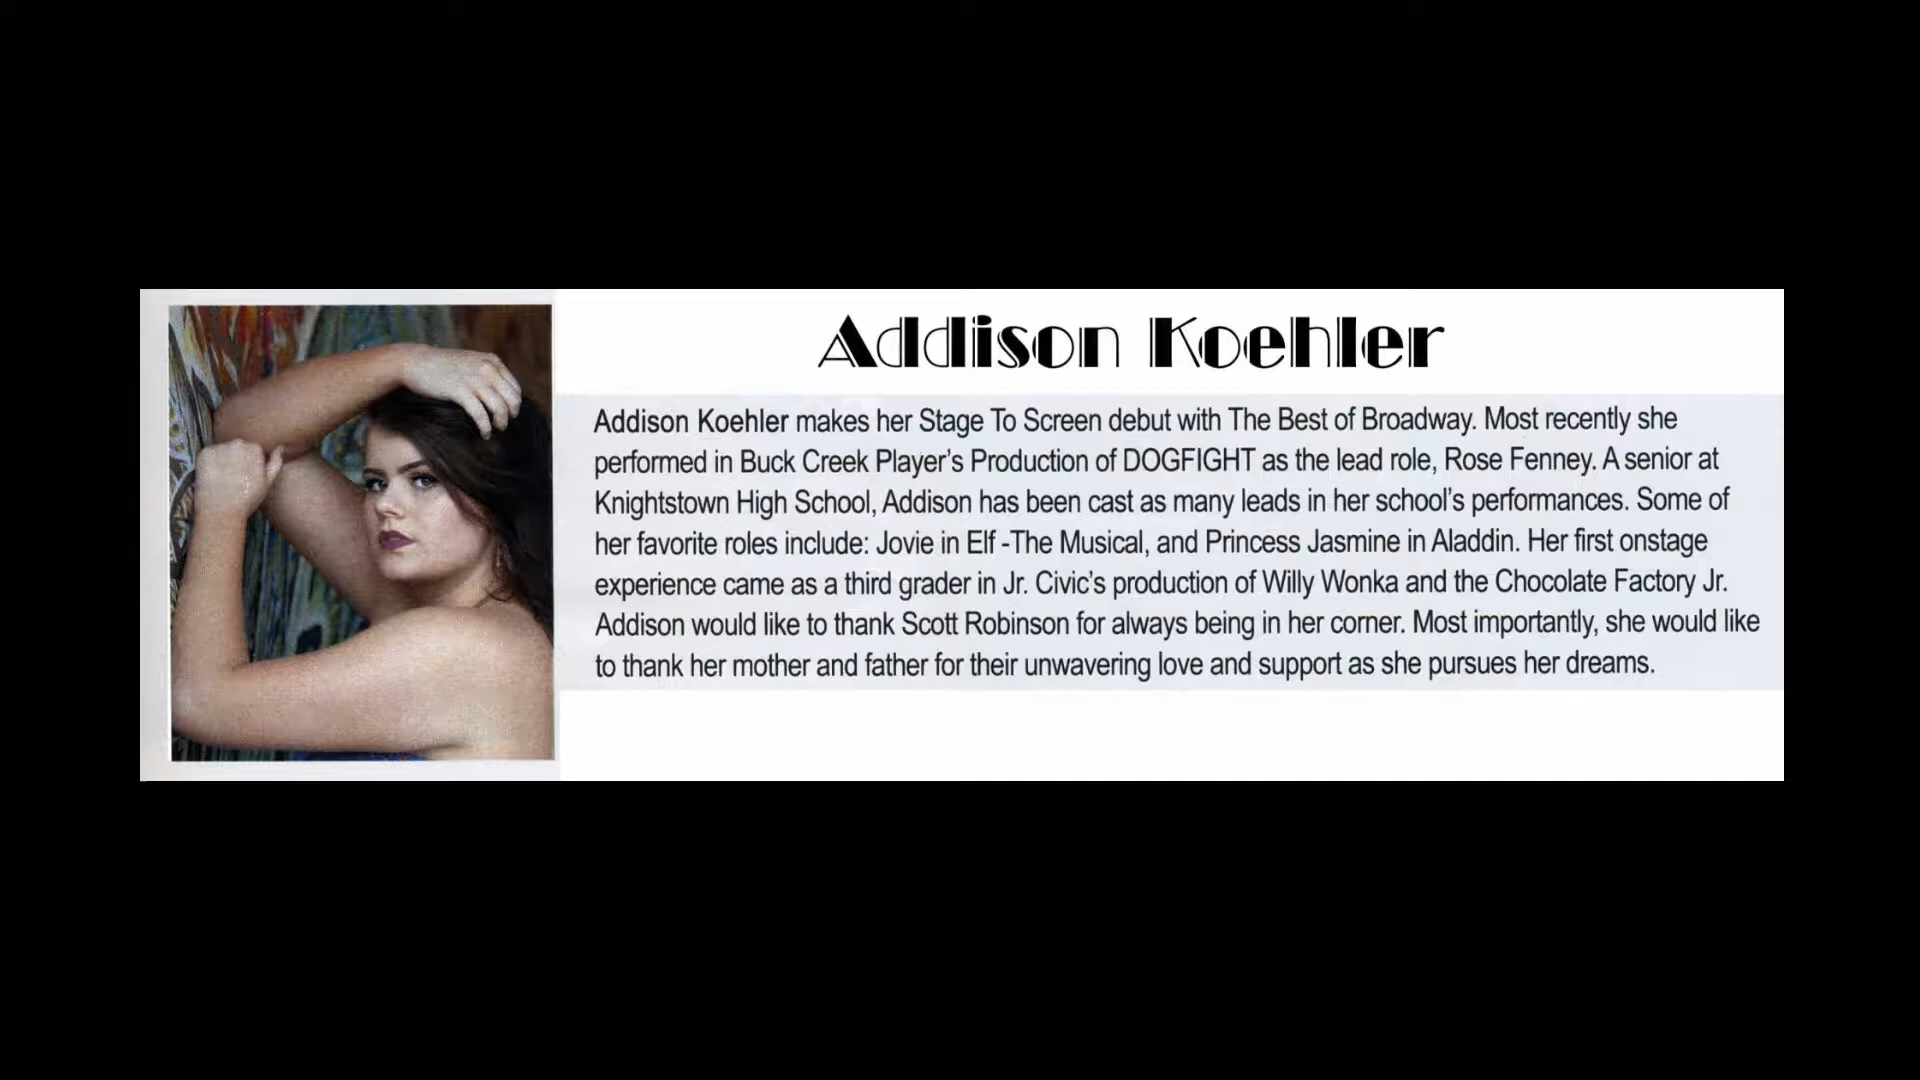 Addison Koehler
Addison Koehler makes her Stage To Screen debut with The Best of Broadway. Most recently she
performed in Buck Creek Player's Production of DOGFIGHT as the lead role, Rose Fenney. A senior at
Knightstown High School, Addison has been cast as many leads in her school's performances. Some of
her favorite roles include: Jovie in Elf -The Musical, and Princess Jasmine in Aladdin. Her first onstage
experience came as a third grader in Jr. Civic's production of Willy Wonka and the Chocolate Factory Jr.
Addison would like to thank Scott Robinson for always being in her corner. Most importantly, she would like
to thank her mother and father for their unwavering love and support as she pursues her dreams.